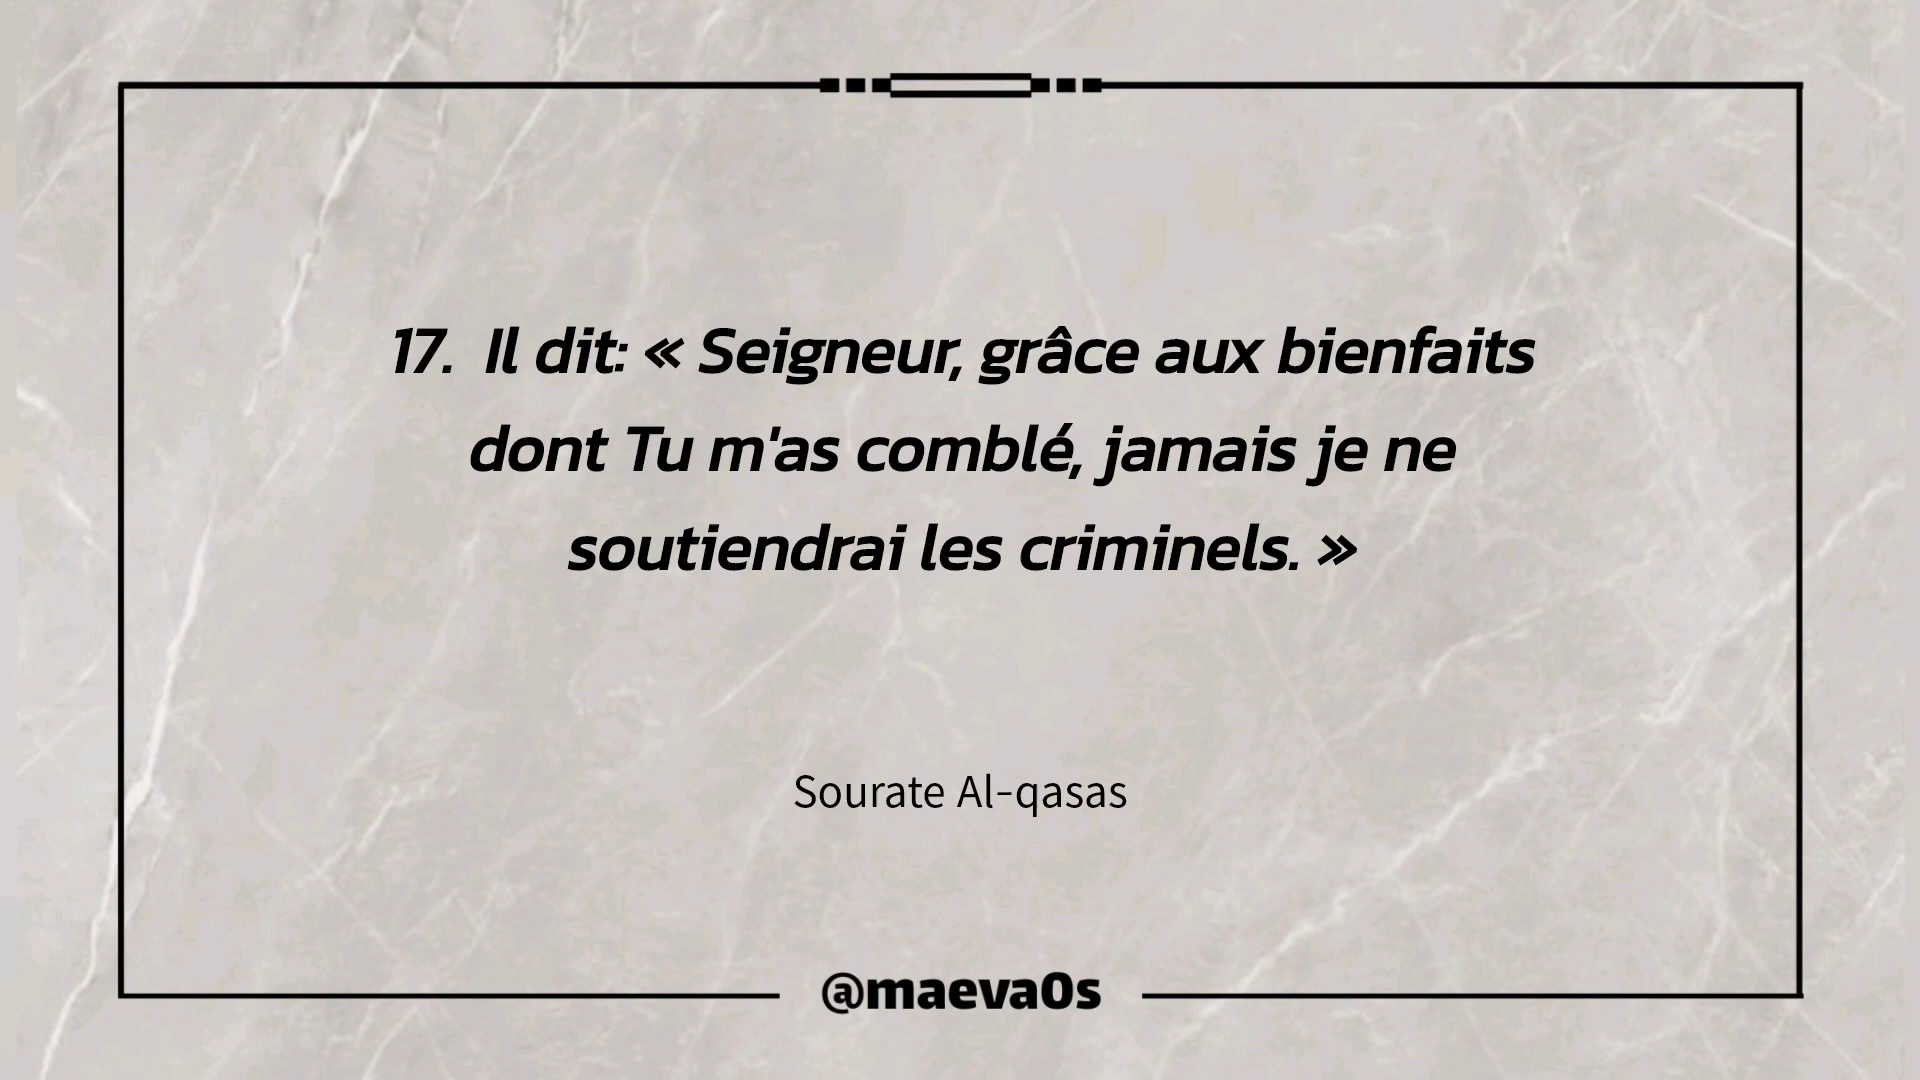 17. Il dit: « Seigneur, grâce aux bienfaits
dont Tu m'as comblé, jamais je ne
soutiendrai les criminels. »
Sourate Al-qasas
@maeva0s